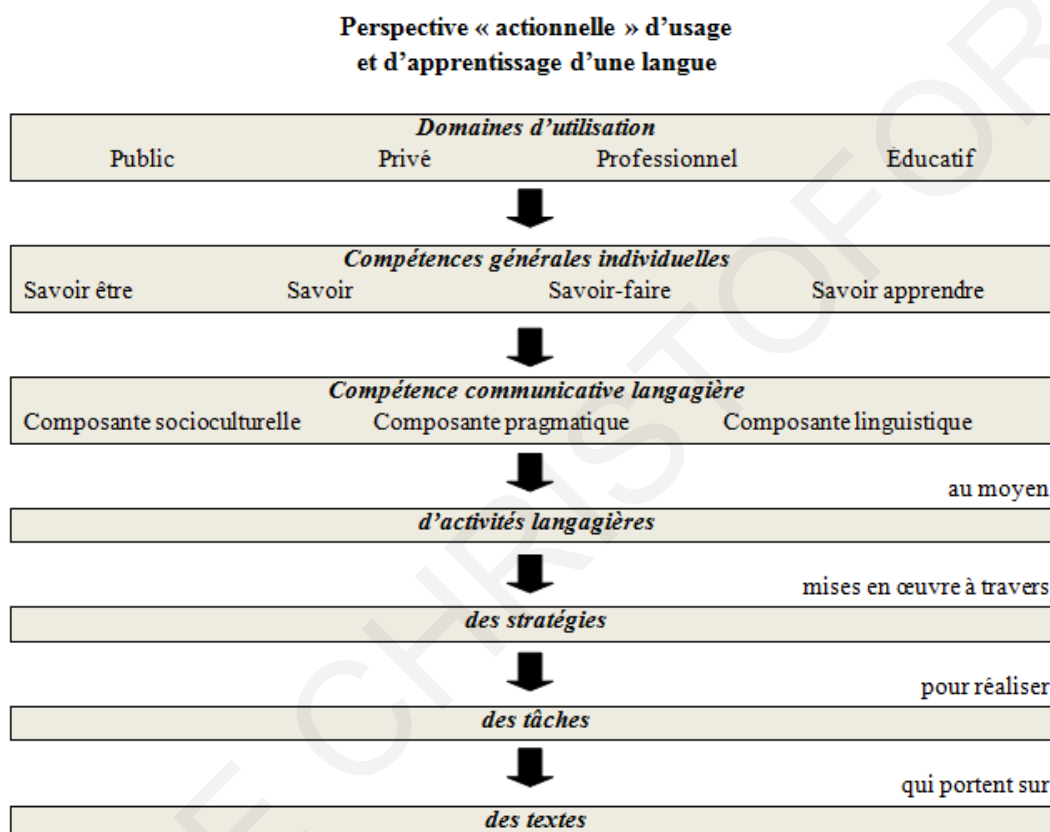 Perspective « actionnelle » d’usage
et d’apprentissage d’une langue
Domaines d’utilisation
Public Privé Professionnel Éducatif
Compétences générales individuelles
Savoir être Savoir Savoir-faire Savoir apprendre
Compétence communicative langagière
Composante socioculturelle Composante pragmatique Composante linguistique
au moyen
d’activités langagières
mises en œuvre à travers
des stratégies
pour réaliser
des tâches
qui portent sur
des textes
E CHRISTOFOR